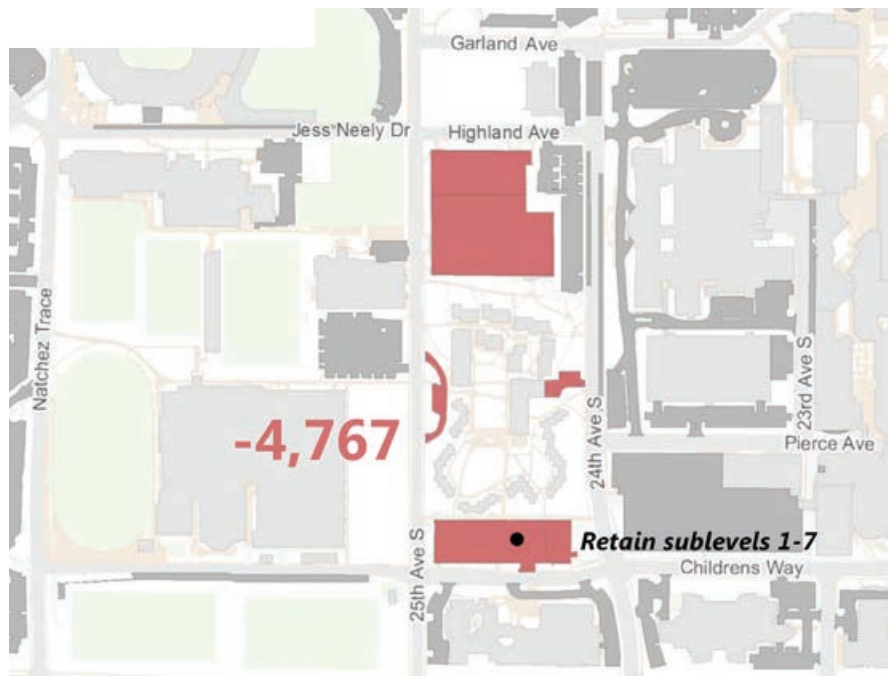 Garland Ave
Jess Neely Dr
Highland Ave
Natchez Trace
23rd Ave S
-4,767
24th Ave S
Pierce Ave
25th Ave S
Retain sublevels 1-7
Childrens Way